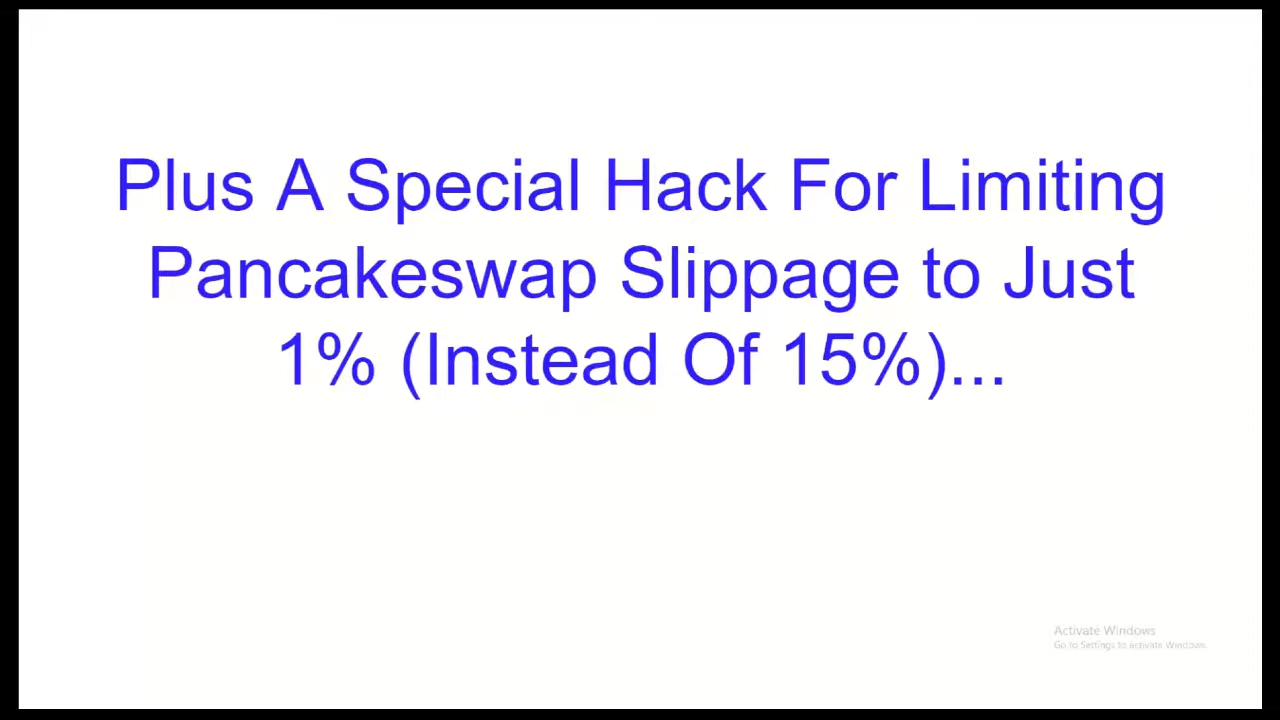 Plus A Special Hack For Limiting
Pancakeswap Slippage to Just
1% (Instead Of 15%)...
Activate Windows
Go to Settings to activate Windows.